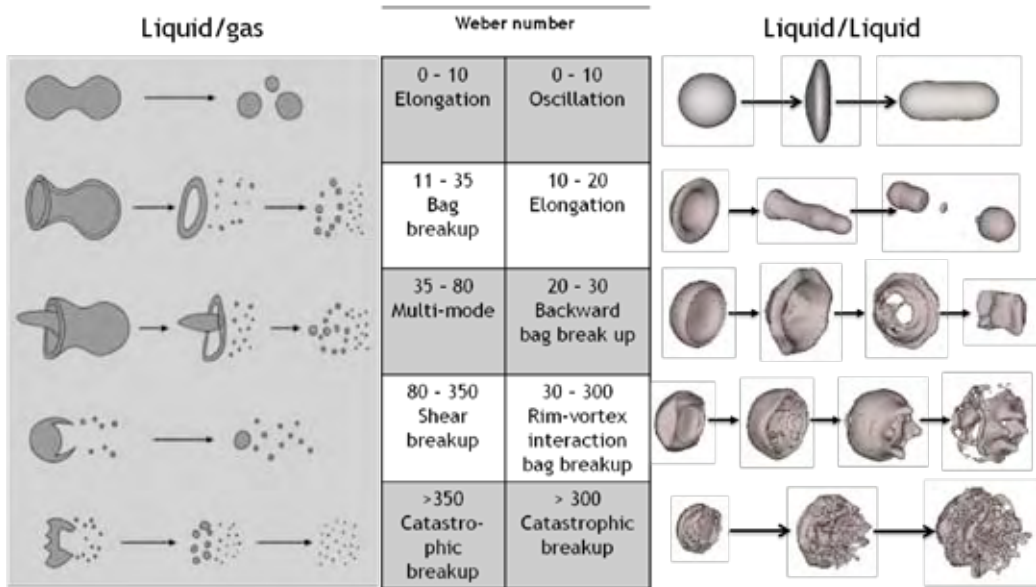 Liquid/gas
Weber number
Liquid/Liquid
0 - 10
Elongation
0 - 10
Oscillation
11 - 35
Bag
breakup
10 - 20
Elongation
35 - 80
Multi-mode
20 - 30
Backward
bag break up
80 - 350
Shear
breakup
30 - 300
Rim-vortex
interaction
bag breakup
>350
Catastro-
phic
breakup
> 300
Catastrophic
breakup